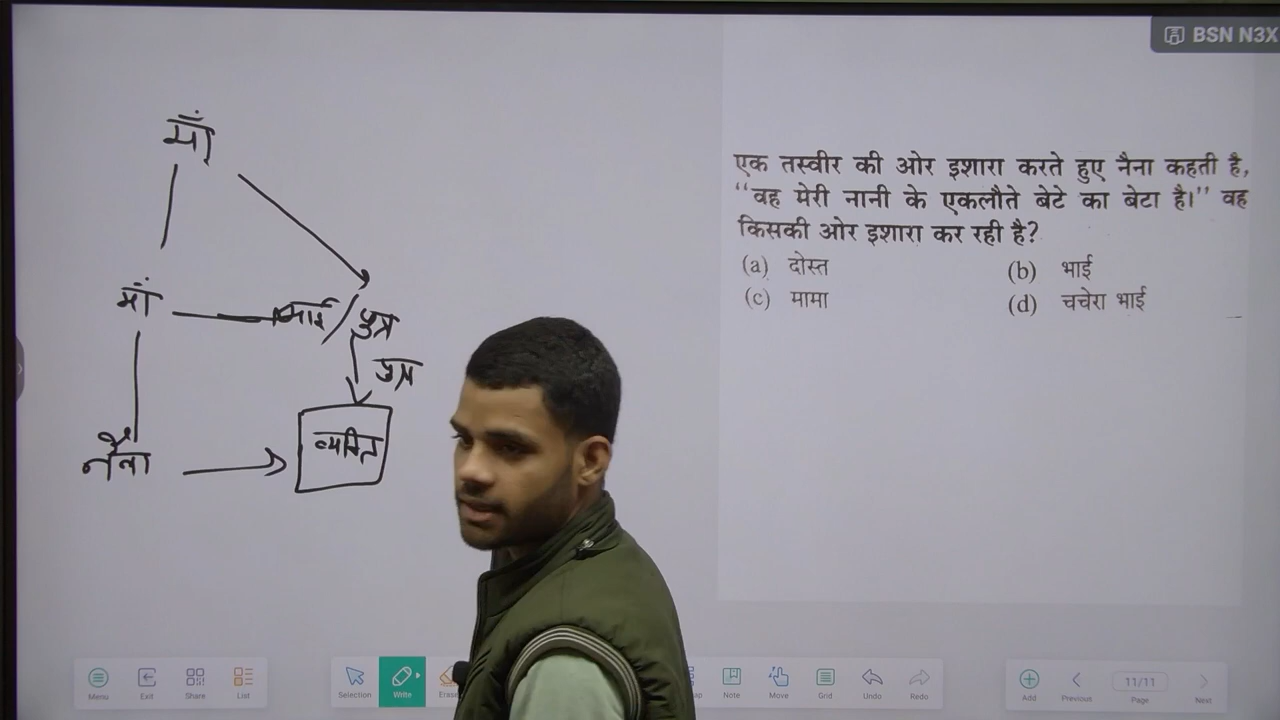 BSN N3X
माँ
माँ
भाई/पुत्र
पुत्र
नैना
व्यक्ति
एक तस्वीर की ओर इशारा करते हुए नैना कहती है,
“वह मेरी नानी के एकलौते बेटे का बेटा है।” वह
किसकी ओर इशारा कर रही है?
(a) दोस्त (b) भाई
(c) मामा (d) चचेरा भाई
Menu Exit Share List Selection Write Note Move Grid Undo Redo Add Previous 11/11 Page Next